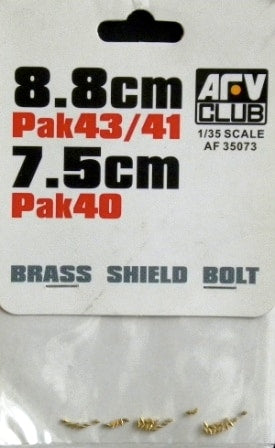 8.8cm
Pak43/41
7.5cm
Pak40
AFV
CLUB
1/35 SCALE
AF 35073
BRASS SHIELD BOLT